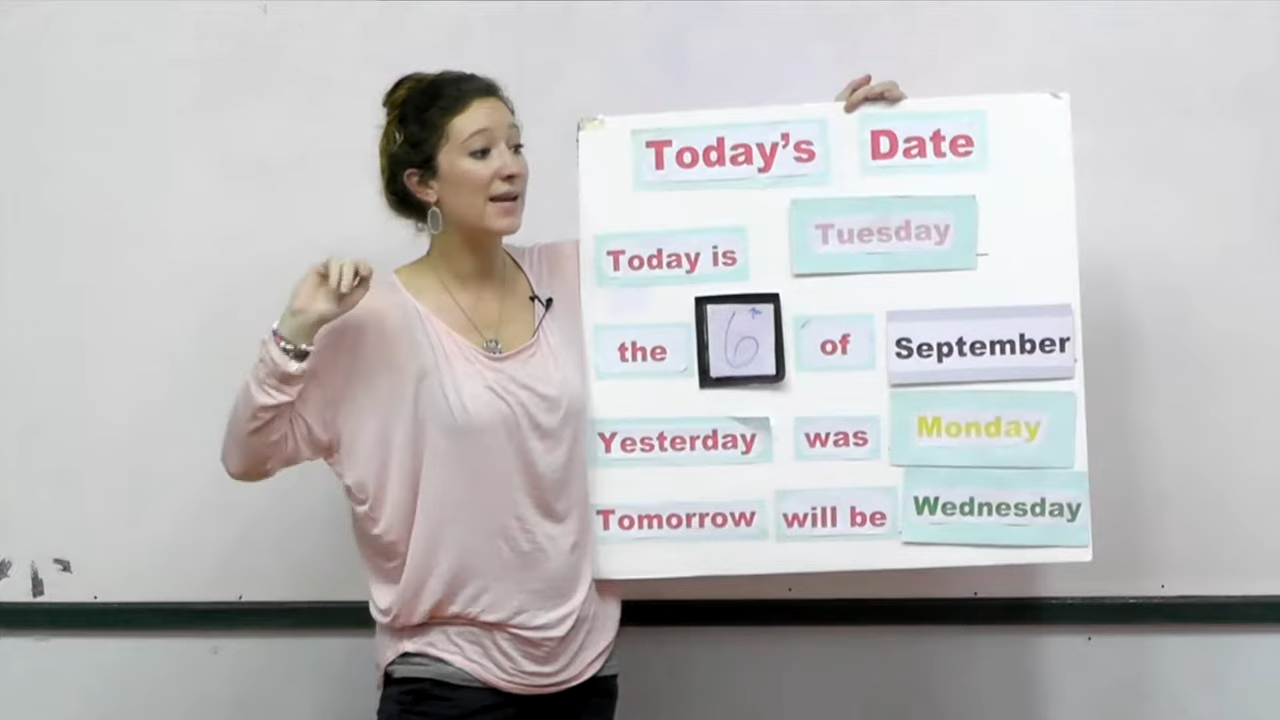 Today's Date
Today is Tuesday
the 6 of September
Yesterday was Monday
Tomorrow will be Wednesday